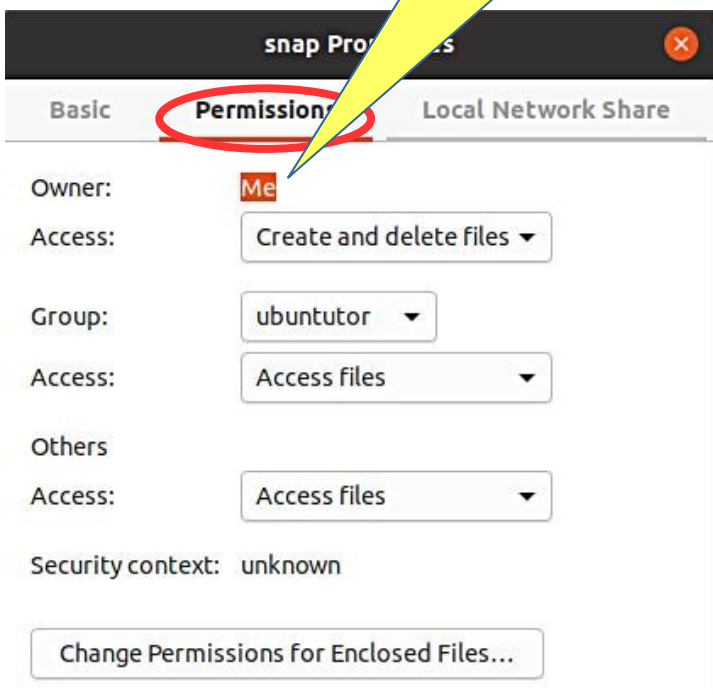 snap Pro es
Basic Permissions Local Network Share
Owner: Me
Access: Create and delete files
Group: ubuntutor
Access: Access files
Others
Access: Access files
Security context: unknown
Change Permissions for Enclosed Files...